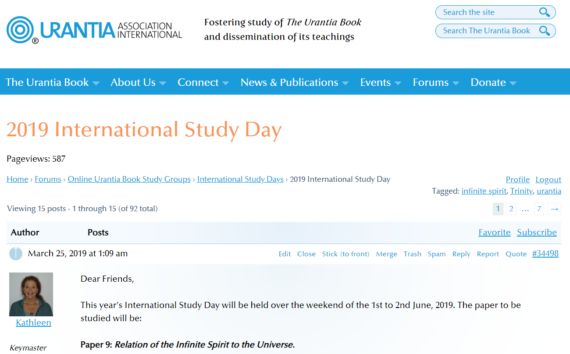 URANTIA ASSOCIATION INTERNATIONAL ®
Fostering study of The Urantia Book
and dissemination of its teachings
Search the site
Search The Urantia Book
The Urantia Book About Us Connect News & Publications Events Forums Donate
2019 International Study Day
Pageviews: 587
Home › Forums › Online Urantia Book Study Groups › International Study Days › 2019 International Study Day
Profile Logout
Tagged: infinite spirit, Trinity, urantia
Viewing 15 posts - 1 through 15 (of 92 total)
1 2 … 7 →
Author Posts Favorite Subscribe
March 25, 2019 at 1:09 am Edit Close Stick (to front) Merge Trash Spam Reply Report Quote #34498
Dear Friends,
This year's International Study Day will be held over the weekend of the 1st to 2nd June, 2019. The paper to
be studied will be:
Kathleen
Keymaster
Paper 9: Relation of the Infinite Spirit to the Universe.